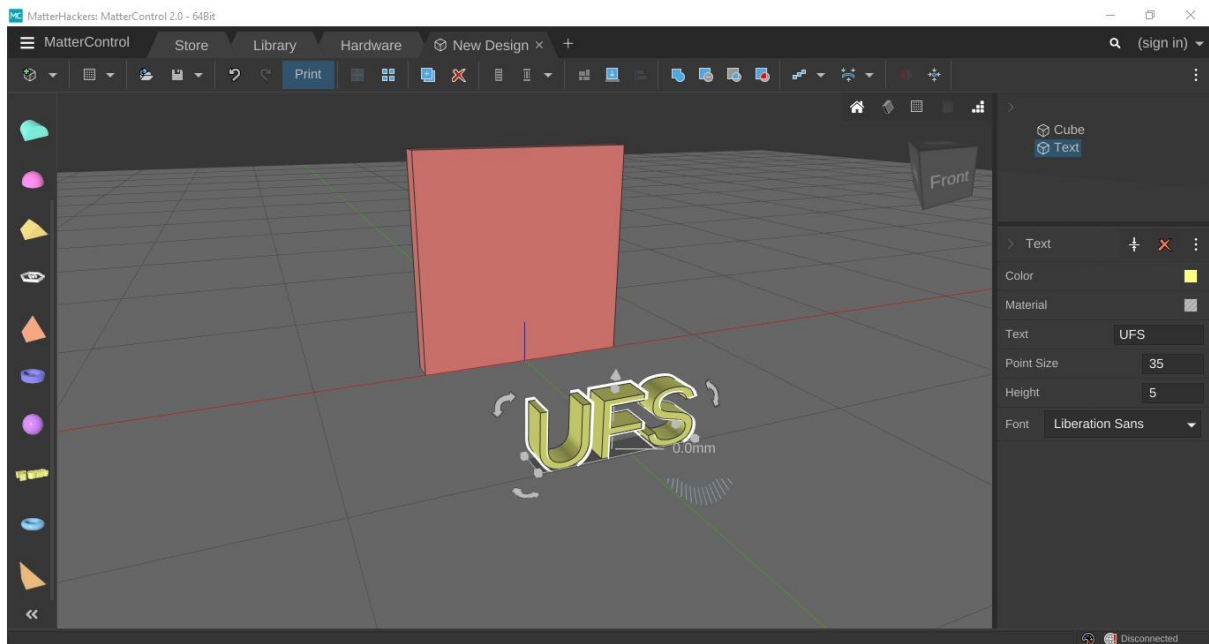 MC MatterHackers: MatterControl 2.0 - 64Bit
MatterControl
Store
Library
Hardware
New Design × +
(sign in)
Print
Front
Cube
Text
UFS
0.0mm
Text
Color
Material
Text UFS
Point Size 35
Height 5
Font Liberation Sans
Disconnected